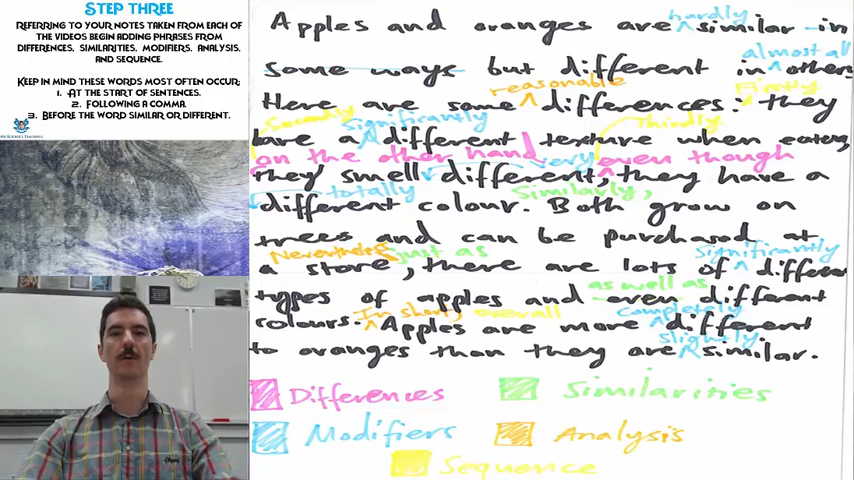 STEP THREE
REFERRING TO YOUR NOTES TAKEN FROM EACH OF
THE VIDEOS BEGIN ADDING PHRASES FROM
DIFFERENCES, SIMILARITIES, MODIFIERS, ANALYSIS,
AND SEQUENCE.
KEEP IN MIND THESE WORDS MOST OFTEN OCCUR;
1. AT THE START OF SENTENCES.
2. FOLLOWING A COMMA.
3. BEFORE THE WORD SIMILAR OR DIFFERENT.
hardly
Apples and oranges are similar in
almost all
some ways but different in others
reasonable Firstly
Here are some differences: they
Secondly Significantly Thirdly
have a different texture when eaten,
on the other hand very even though
they smell different, they have a
totally Similarly,
different colour. Both grow on
trees and can be purchased at
Nevertheless just as Significantly
a store, there are lots of different
as well as
types of apples and even different
In short, overall completely
colours. Apples are more different
slightly
to oranges than they are similar.
Differences Similarities
Modifiers Analysis
Sequence